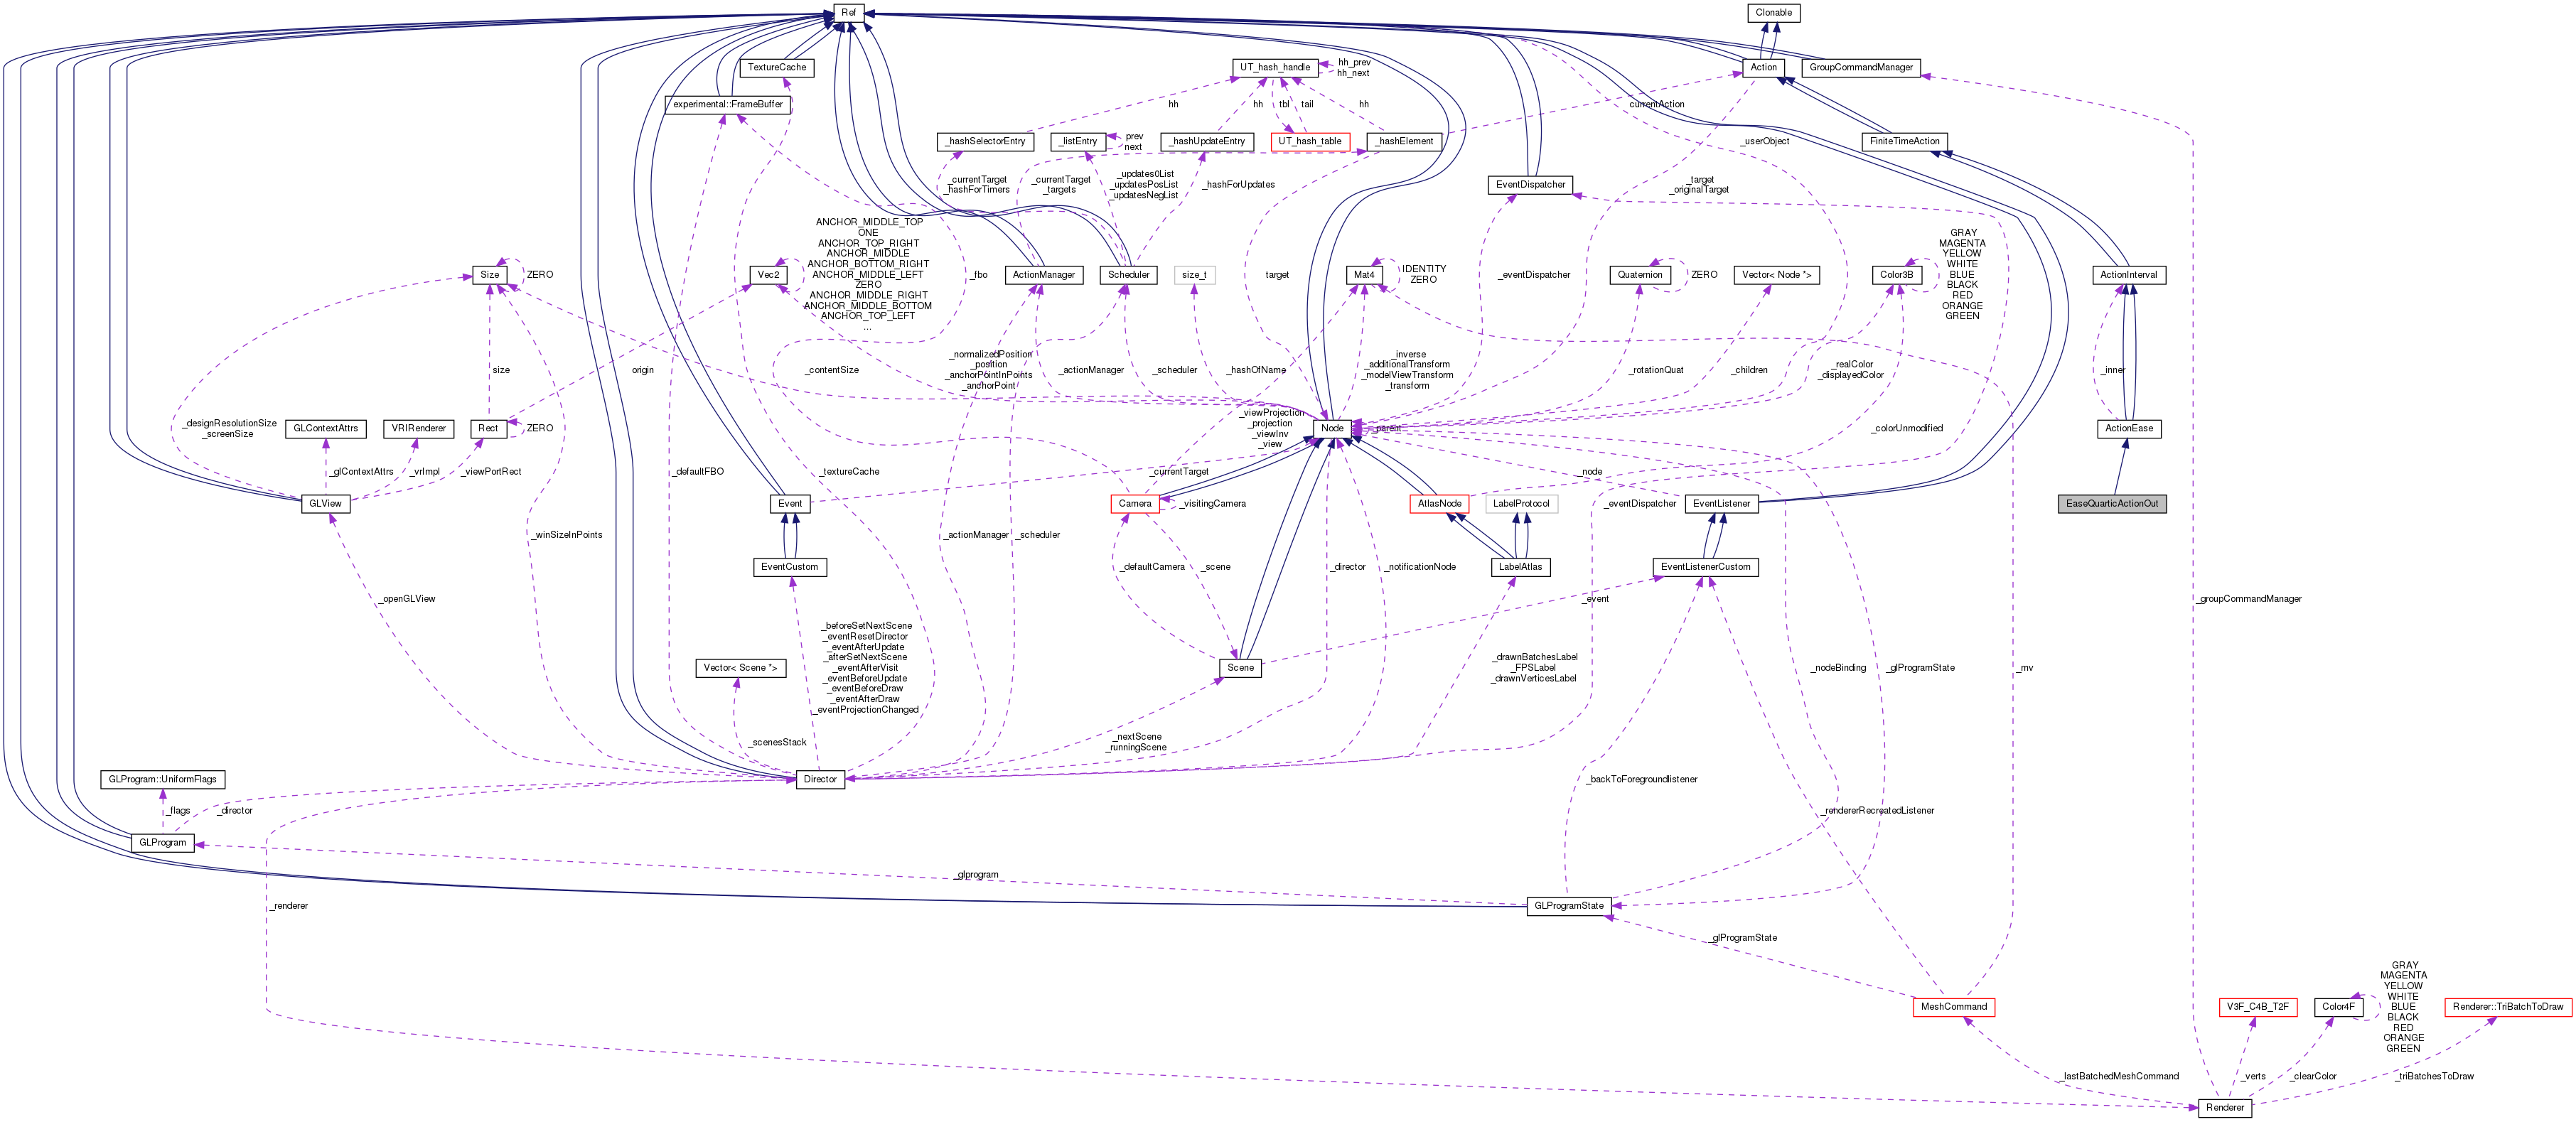 Ref
Clonable
TextureCache
UT_hash_handle
hh_prev
hh_next
Action
GroupCommandManager
experimental::FrameBuffer
hh
hh
tbl
tail
hh
currentAction
_hashSelectorEntry
_listEntry
prev
next
_hashUpdateEntry
UT_hash_table
_hashElement
_userObject
FiniteTimeAction
_currentTarget
_hashForTimers
_currentTarget
_targets
_updates0List
_updatesPosList
_updatesNegList
_hashForUpdates
EventDispatcher
_target
_originalTarget
ANCHOR_MIDDLE_TOP
ONE
ANCHOR_TOP_RIGHT
ANCHOR_MIDDLE
ANCHOR_BOTTOM_RIGHT
ANCHOR_MIDDLE_LEFT
ZERO
ANCHOR_MIDDLE_RIGHT
ANCHOR_MIDDLE_BOTTOM
ANCHOR_TOP_LEFT
...
GRAY
MAGENTA
YELLOW
WHITE
BLUE
BLACK
RED
ORANGE
GREEN
Size
ZERO
Vec2
_fbo
ActionManager
Scheduler
size_t
target
Mat4
IDENTITY
ZERO
_eventDispatcher
Quaternion
ZERO
Vector< Node *>
Color3B
ActionInterval
size
origin
_contentSize
_normalizedPosition
_position
_anchorPointInPoints
_anchorPoint
_actionManager
_scheduler
_hashOfName
_inverse
_additionalTransform
_modelViewTransform
_transform
_rotationQuat
_children
_realColor
_displayedColor
_inner
_designResolutionSize
_screenSize
GLContextAttrs
VRIRenderer
Rect
ZERO
_viewProjection
_projection
_viewInv
_view
Node
_parent
_colorUnmodified
ActionEase
_glContextAttrs
_vrImpl
_viewPortRect
_defaultFBO
_textureCache
_currentTarget
_node
GLView
Event
Camera
_visitingCamera
AtlasNode
LabelProtocol
_eventDispatcher
EventListener
EaseQuarticActionOut
_winSizeInPoints
_actionManager
_scheduler
EventCustom
_defaultCamera
_scene
_director
_notificationNode
LabelAtlas
EventListenerCustom
_openGLView
_event
_groupCommandManager
_beforeSetNextScene
_eventResetDirector
_eventAfterUpdate
_afterSetNextScene
_eventAfterVisit
_eventBeforeUpdate
_eventBeforeDraw
_eventAfterDraw
_eventProjectionChanged
Vector< Scene *>
Scene
_drawnBatchesLabel
_FPSLabel
_drawnVerticesLabel
_nodeBinding
_glProgramState
_mv
_scenesStack
_nextScene
_runningScene
GLProgram::UniformFlags
Director
_backToForegroundlistener
_flags
_director
_rendererRecreatedListener
GLProgram
_glprogram
_renderer
GLProgramState
_glProgramState
GRAY
MAGENTA
YELLOW
WHITE
BLUE
BLACK
RED
ORANGE
GREEN
MeshCommand
V3F_C4B_T2F
Color4F
Renderer::TriBatchToDraw
_lastBatchedMeshCommand
_verts
_clearColor
_triBatchesToDraw
Renderer